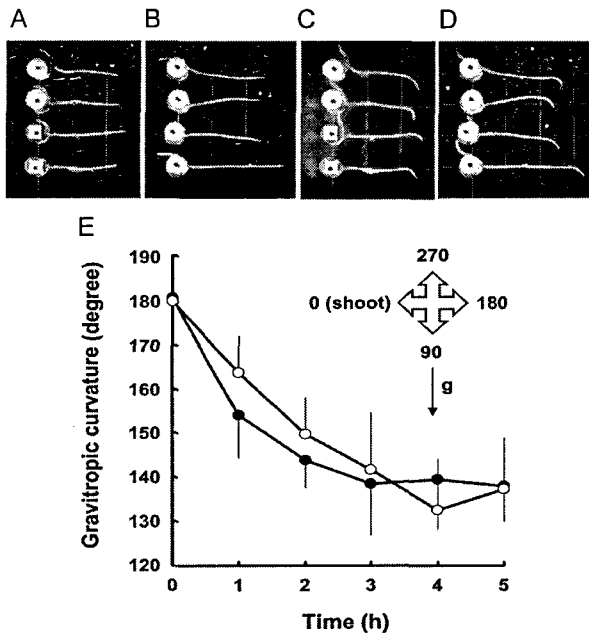 A B C D
E
190
180
170
160
150
140
130
120
Gravitropic curvature (degree)
270
0 (shoot) 180
90
g
0 1 2 3 4 5
Time (h)